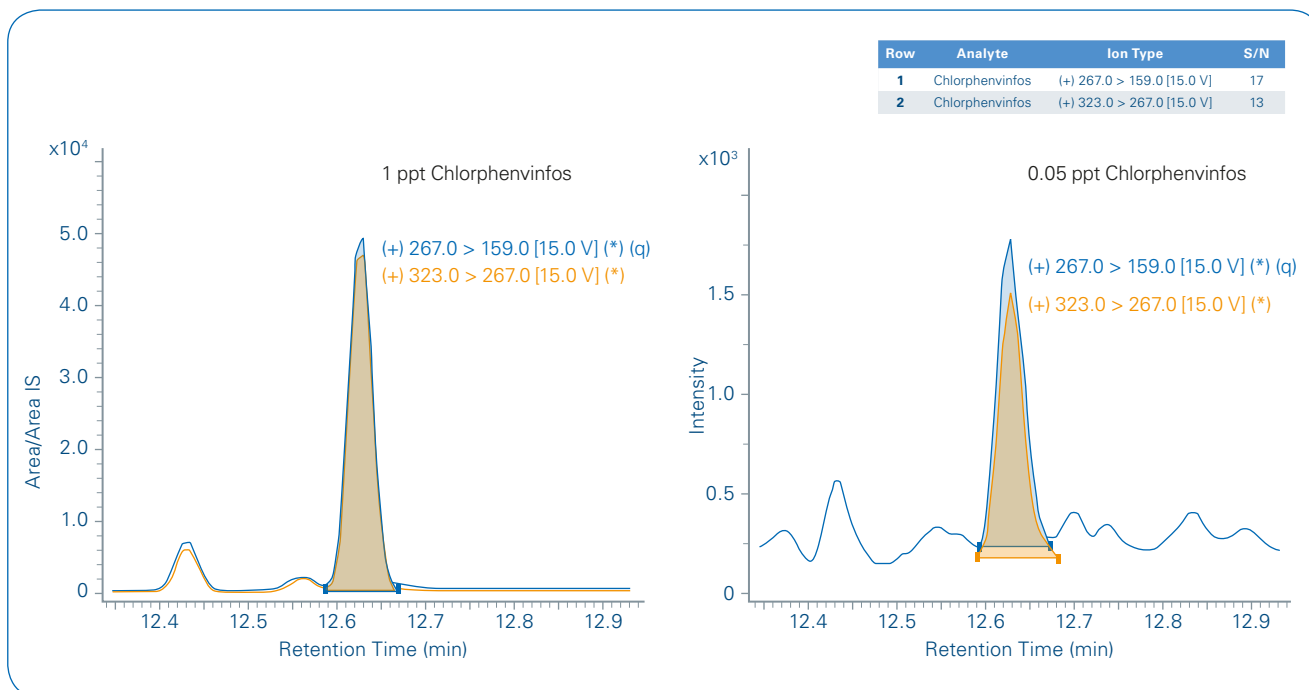 Row Analyte Ion Type S/N
1 Chlorphenvinfos (+) 267.0 > 159.0 [15.0 V] 17
2 Chlorphenvinfos (+) 323.0 > 267.0 [15.0 V] 13
x10⁴
1 ppt Chlorphenvinfos
(+) 267.0 > 159.0 [15.0 V] (*) (q)
(+) 323.0 > 267.0 [15.0 V] (*)
5.0
4.0
3.0
2.0
1.0
0
Area/Area IS
12.4 12.5 12.6 12.7 12.8 12.9
Retention Time (min)
x10³
0.05 ppt Chlorphenvinfos
(+) 267.0 > 159.0 [15.0 V] (*) (q)
(+) 323.0 > 267.0 [15.0 V] (*)
1.5
1.0
0.5
0
Intensity
12.4 12.5 12.6 12.7 12.8 12.9
Retention Time (min)